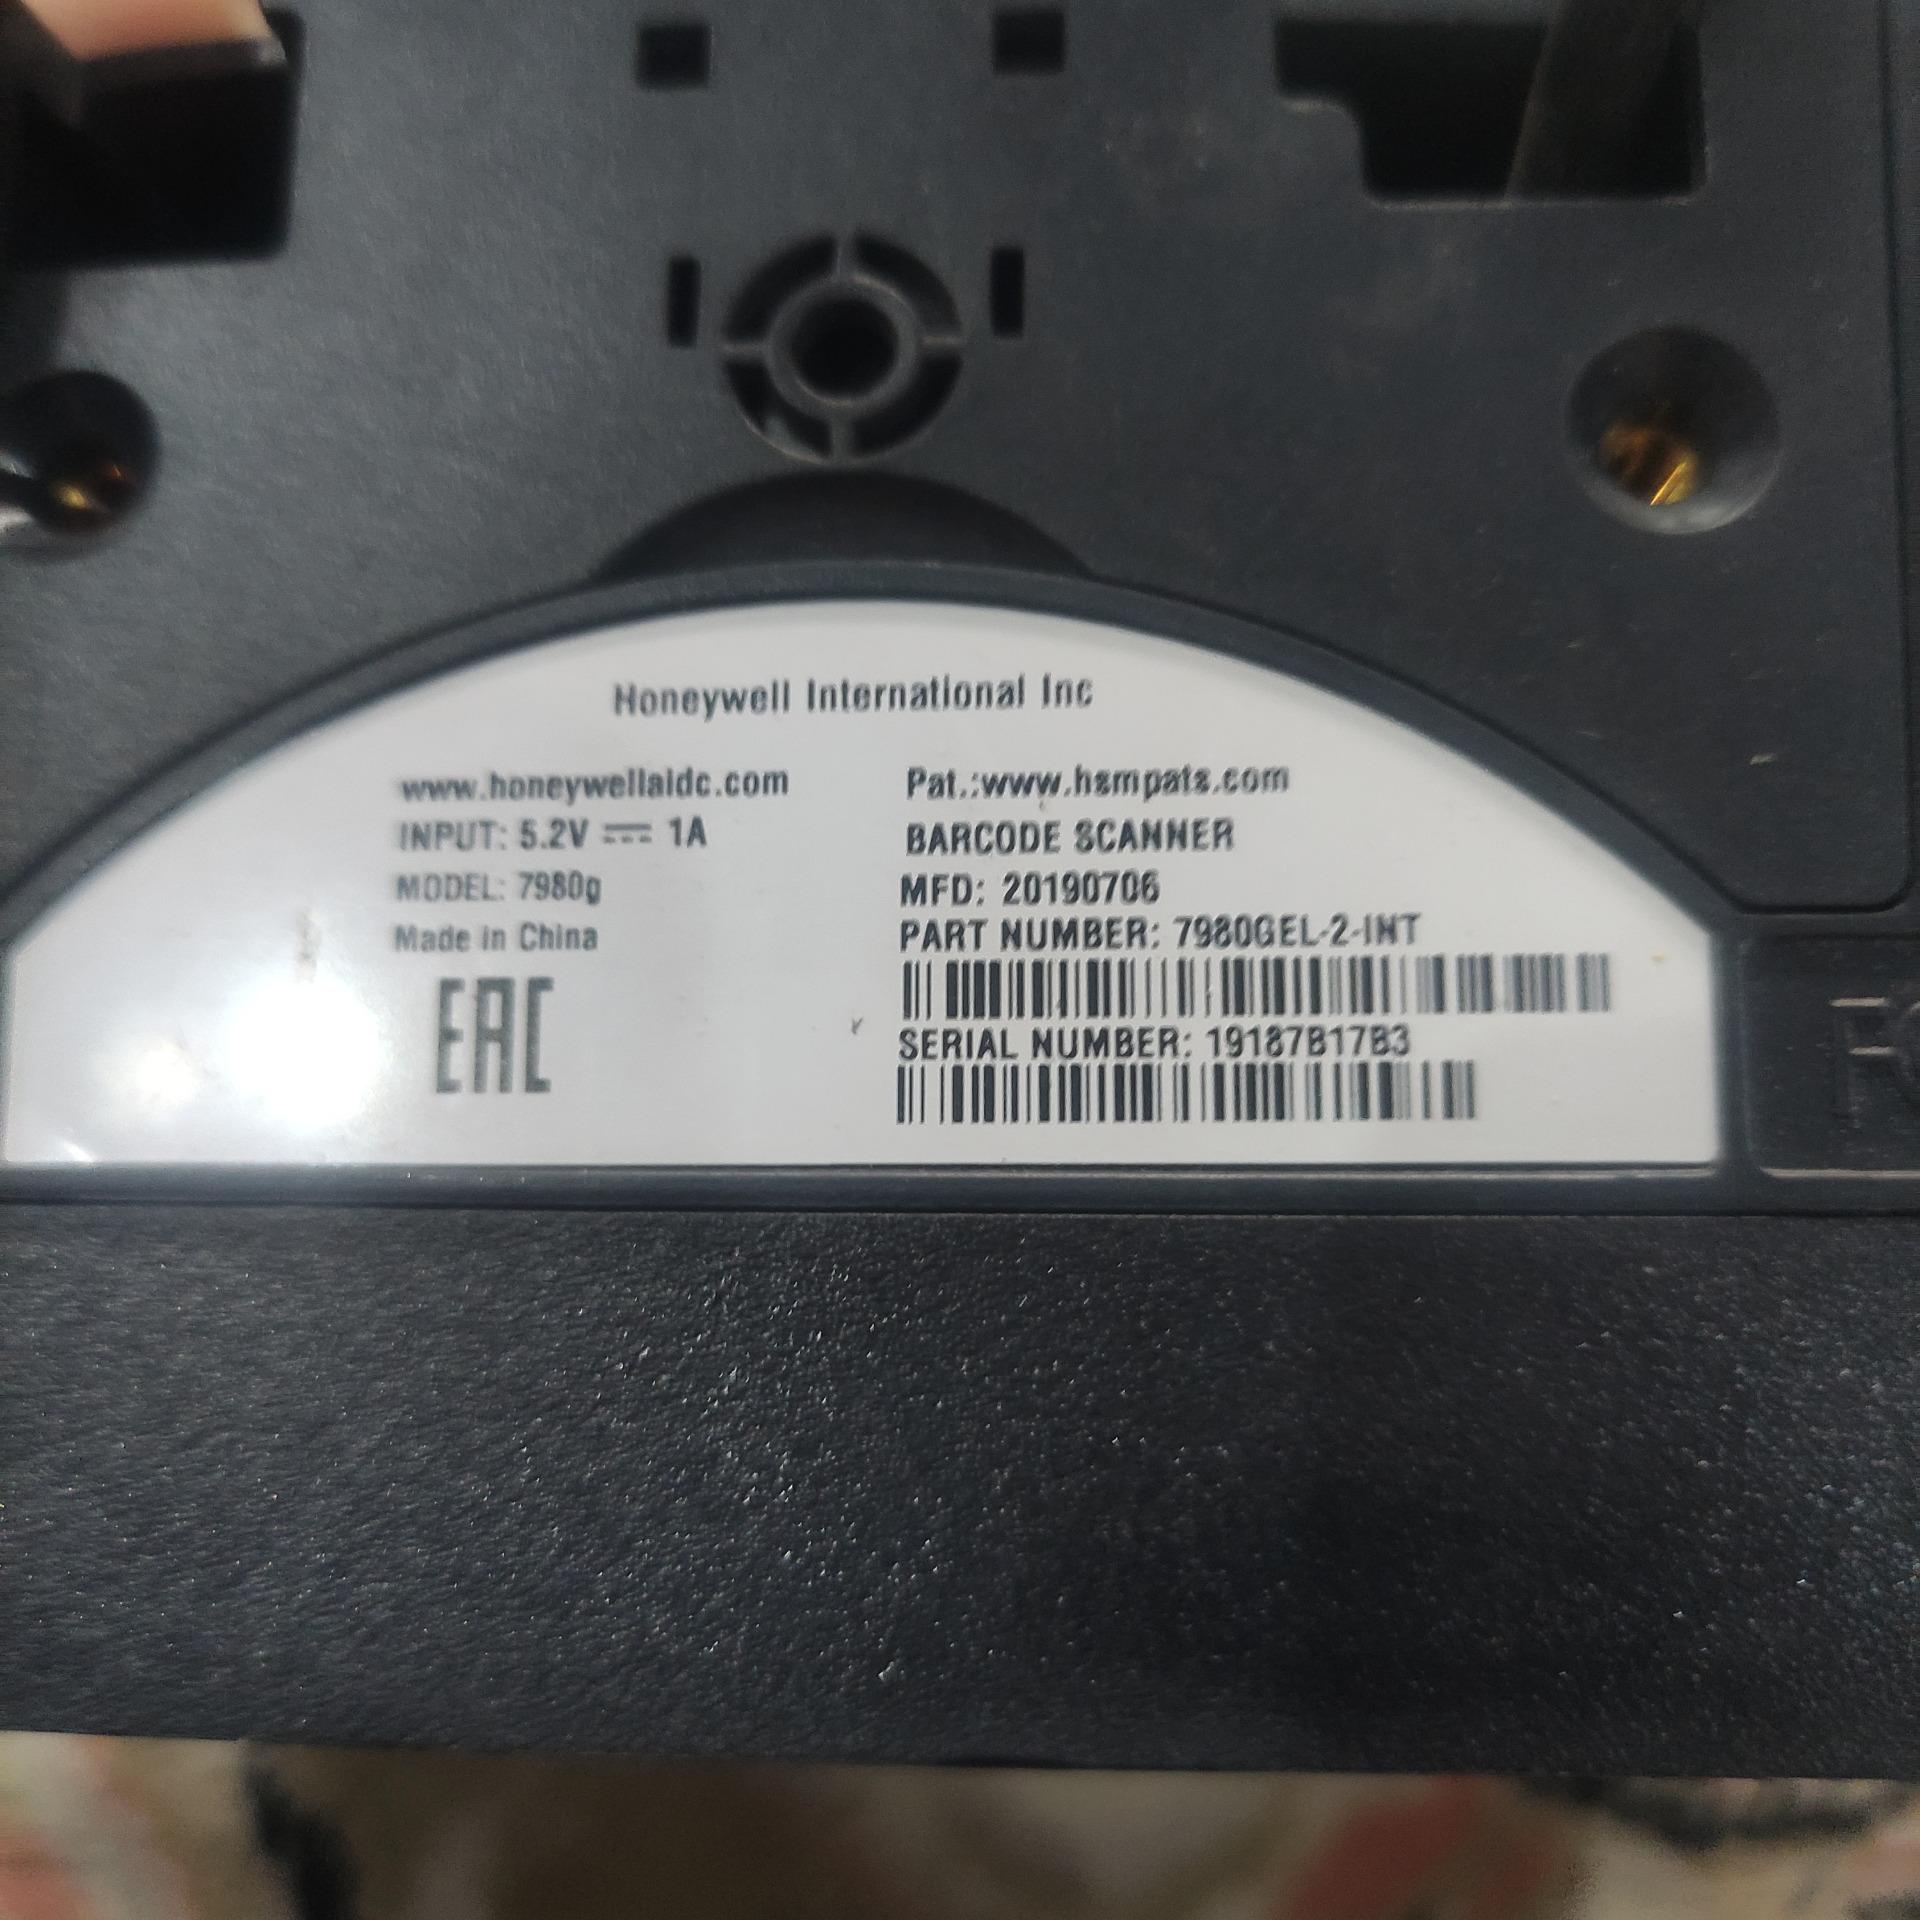 Honeywell International Inc
www.honeywellaidc.com
INPUT: 5.2V ⎓ 1A
MODEL: 7980g
Made in China
EAC
Pat.:www.hsmpats.com
BARCODE SCANNER
MFD: 20190706
PART NUMBER: 7980GEL-2-INT
SERIAL NUMBER: 19187B17B3